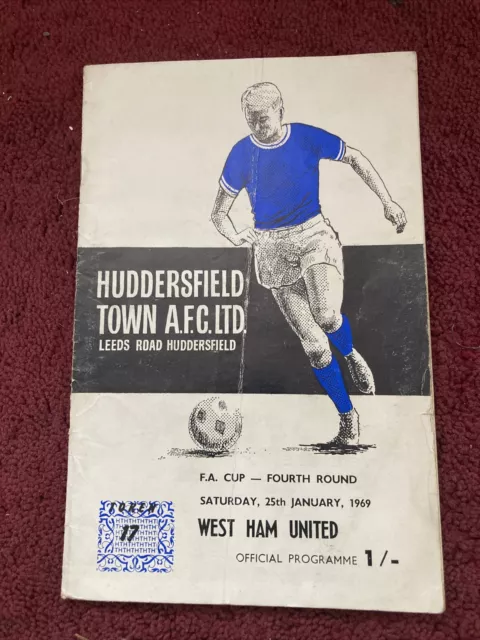 HUDDERSFIELD
TOWN A.F.C. LTD.
LEEDS ROAD HUDDERSFIELD
F.A. CUP — FOURTH ROUND
SATURDAY, 25th JANUARY, 1969
WEST HAM UNITED
OFFICIAL PROGRAMME 1/-
TOKEN
17